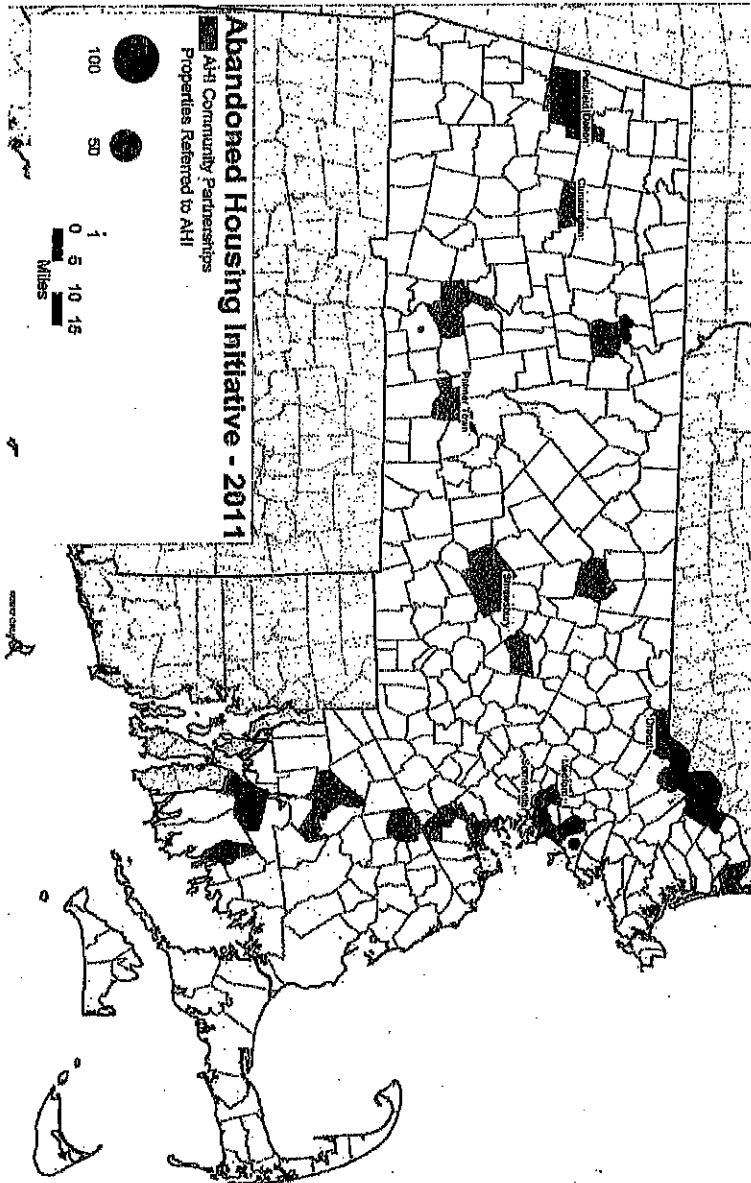 Abandoned Housing Initiative - 2011
AHI Community Partnerships
Properties Referred to AHI
100
50
1
0 5 10 15
Miles
Cummington
Palmer Town
Shrewsbury
Dracut
Somerville